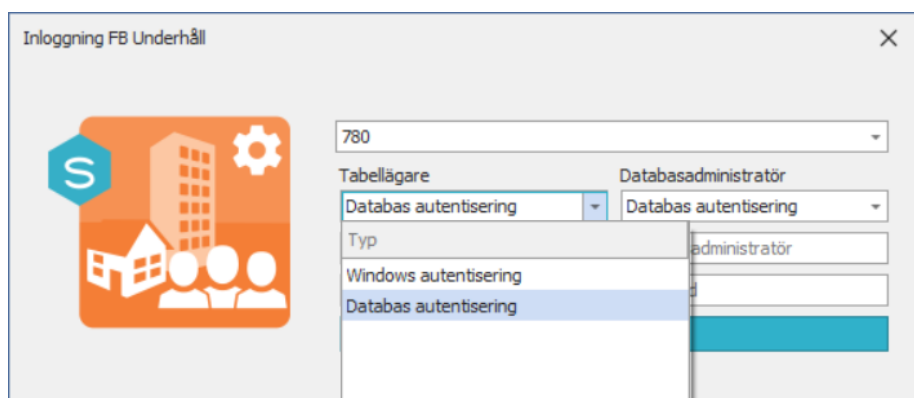 Inloggning FB Underhåll
S
780
Tabellägare
Databasadministratör
Databas autentisering
Databas autentisering
Typ
administratör
Windows autentisering
Databas autentisering